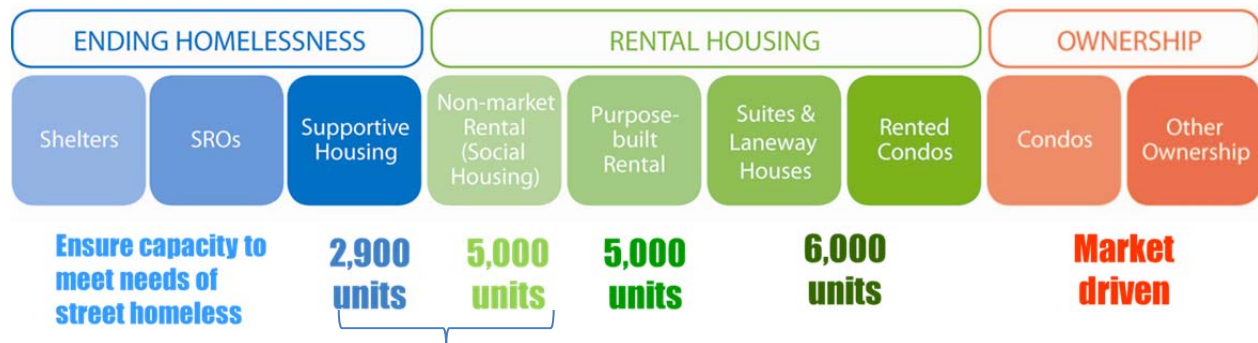 ENDING HOMELESSNESS
RENTAL HOUSING
OWNERSHIP
Shelters
SROs
Supportive
Housing
Non-market
Rental
(Social
Housing)
Purpose-
built
Rental
Suites &
Laneway
Houses
Rented
Condos
Condos
Other
Ownership
Ensure capacity to
meet needs of
street homeless
2,900
units
5,000
units
5,000
units
6,000
units
Market
driven